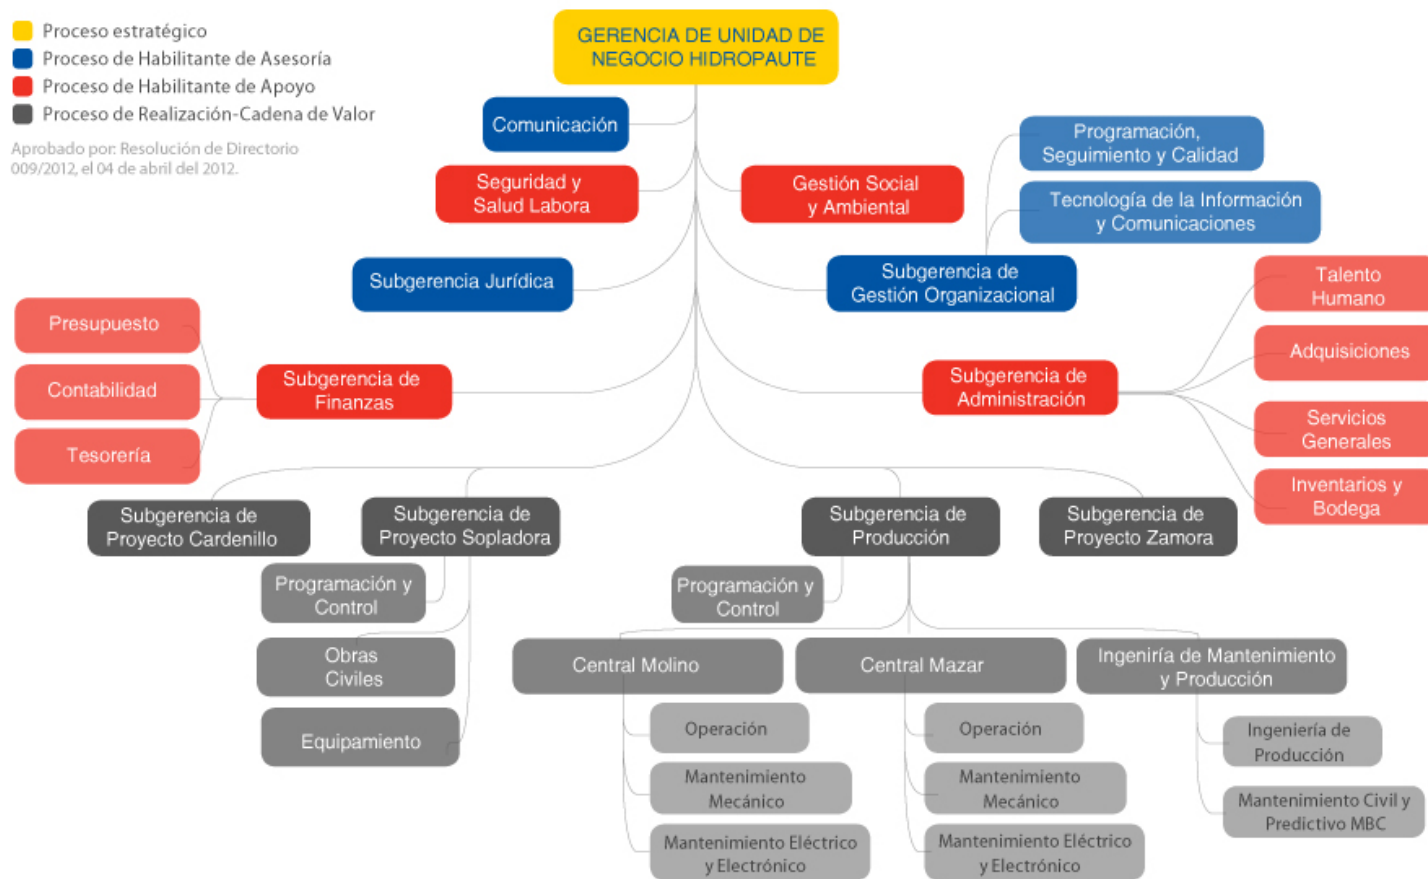 Proceso estratégico
Proceso de Habilitante de Asesoría
Proceso de Habilitante de Apoyo
Proceso de Realización-Cadena de Valor
Aprobado por: Resolución de Directorio
009/2012, el 04 de abril del 2012.
GERENCIA DE UNIDAD DE
NEGOCIO HIDROPAUTE
Comunicación
Programación,
Seguimiento y Calidad
Seguridad y
Salud Labora
Gestión Social
y Ambiental
Tecnología de la Información
y Comunicaciones
Subgerencia Jurídica
Subgerencia de
Gestión Organizacional
Talento
Humano
Presupuesto
Contabilidad
Tesorería
Subgerencia de
Finanzas
Subgerencia de
Administración
Adquisiciones
Servicios
Generales
Inventarios y
Bodega
Subgerencia de
Proyecto Cardenillo
Subgerencia de
Proyecto Sopladora
Subgerencia de
Producción
Subgerencia de
Proyecto Zamora
Programación y
Control
Obras
Civiles
Equipamiento
Programación y
Control
Central Molino
Central Mazar
Ingeniría de Mantenimiento
y Producción
Operación
Mantenimiento
Mecánico
Mantenimiento Eléctrico
y Electrónico
Operación
Mantenimiento
Mecánico
Mantenimiento Eléctrico
y Electrónico
Ingeniería de
Producción
Mantenimiento Civil y
Predictivo MBC